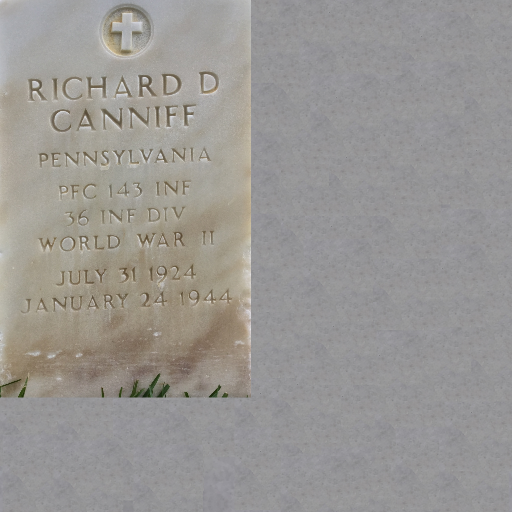 RICHARD D
CANNIFF
PENNSYLVANIA
PFC 143 INF
36 INF DIV
WORLD WAR II
JULY 31 1924
JANUARY 24 1944